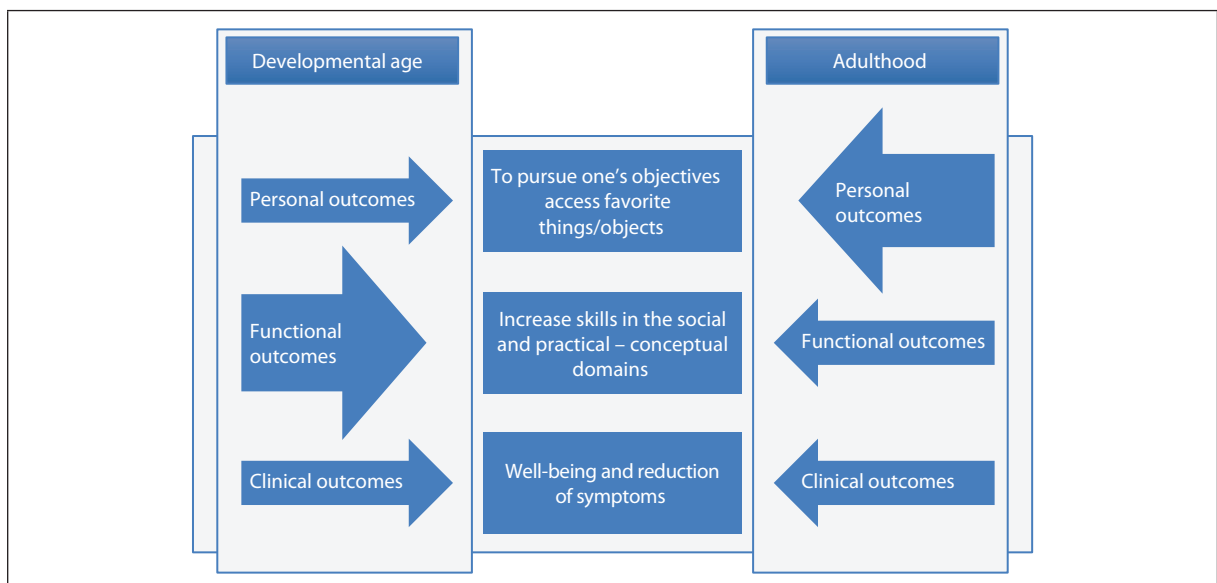 Developmental age
Adulthood
Personal outcomes
To pursue one's objectives
access favorite
things/objects
Personal
outcomes
Functional
outcomes
Increase skills in the social
and practical – conceptual
domains
Functional outcomes
Clinical outcomes
Well-being and reduction
of symptoms
Clinical outcomes